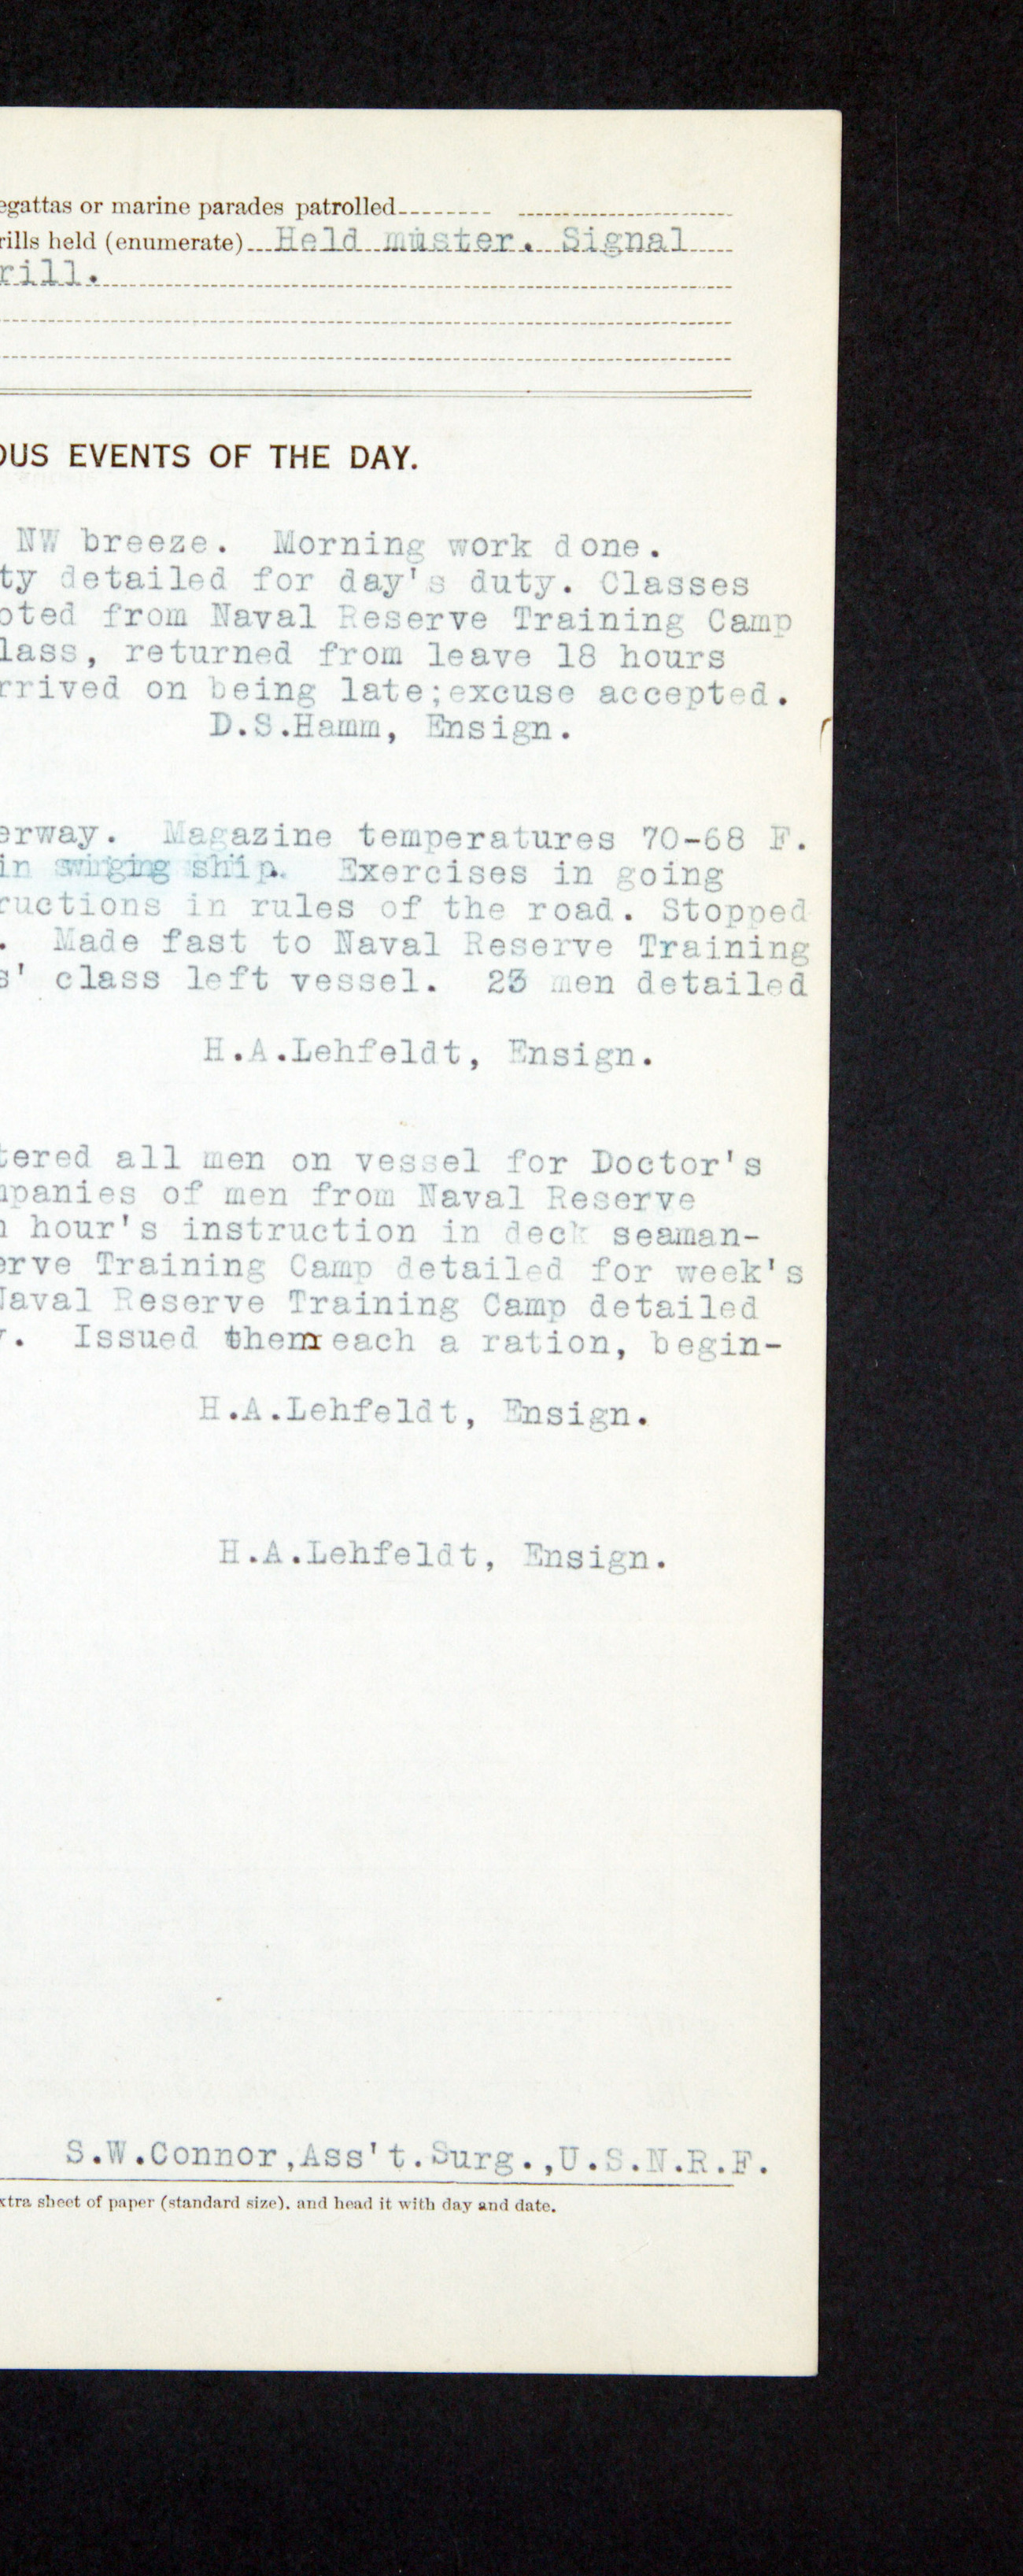 egattas or marine parades patrolled
rills held (enumerate) Held muster. Signal
rill.
OUS EVENTS OF THE DAY.
NW breeze. Morning work done.
ty detailed for day's duty. Classes
oted from Naval Reserve Training Camp
lass, returned from leave 18 hours
rrived on being late;excuse accepted.
D.S.Hamm, Ensign.
erway. Magazine temperatures 70-68 F.
in swinging ship. Exercises in going
ructions in rules of the road. Stopped
. Made fast to Naval Reserve Training
s' class left vessel. 23 men detailed
H.A.Lehfeldt, Ensign.
tered all men on vessel for Doctor's
mpanies of men from Naval Reserve
n hour's instruction in deck seaman-
erve Training Camp detailed for week's
Naval Reserve Training Camp detailed
. Issued them each a ration, begin-
H.A.Lehfeldt, Ensign.
H.A.Lehfeldt, Ensign.
S.W.Connor,Ass't.Surg.,U.S.N.R.F.
xtra sheet of paper (standard size). and head it with day and date.